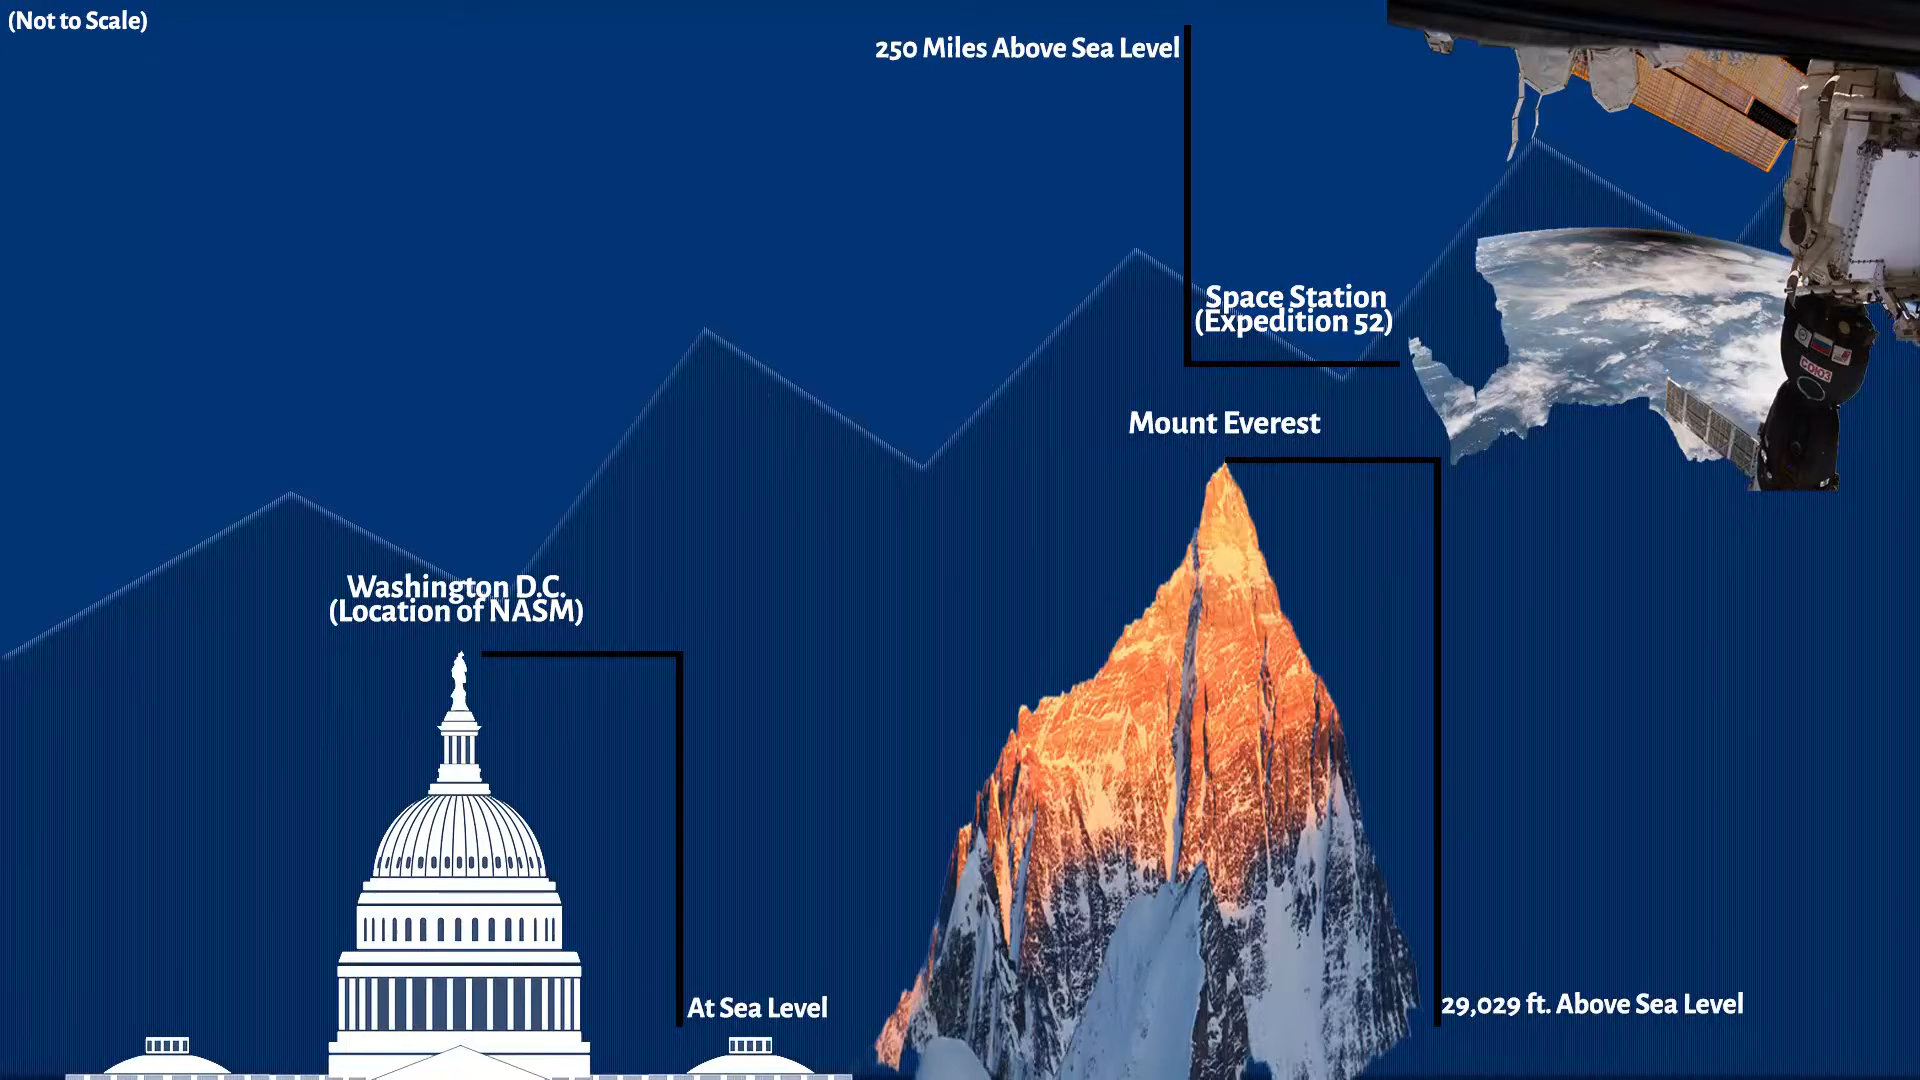 (Not to Scale)
250 Miles Above Sea Level
Space Station
(Expedition 52)
СОЮЗ
Mount Everest
Washington D.C.
(Location of NASM)
At Sea Level
29,029 ft. Above Sea Level